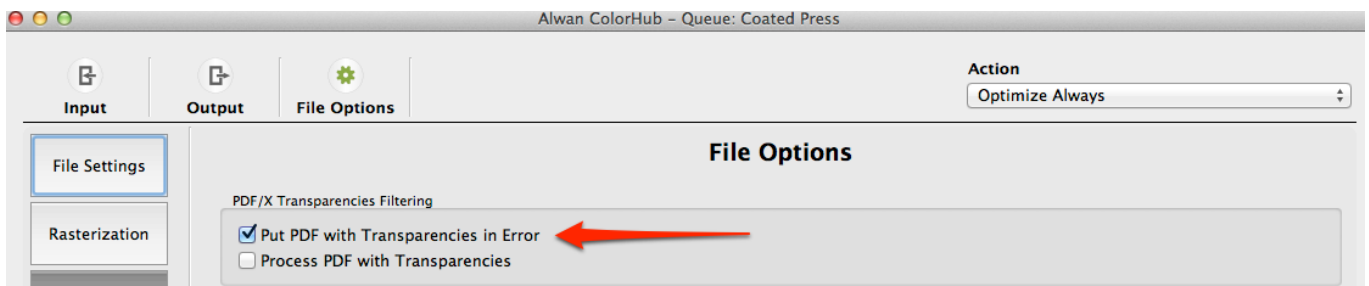 Alwan ColorHub – Queue: Coated Press
Action
Input
Output
File Options
Optimize Always
File Settings
File Options
PDF/X Transparencies Filtering
Rasterization
Put PDF with Transparencies in Error
Process PDF with Transparencies